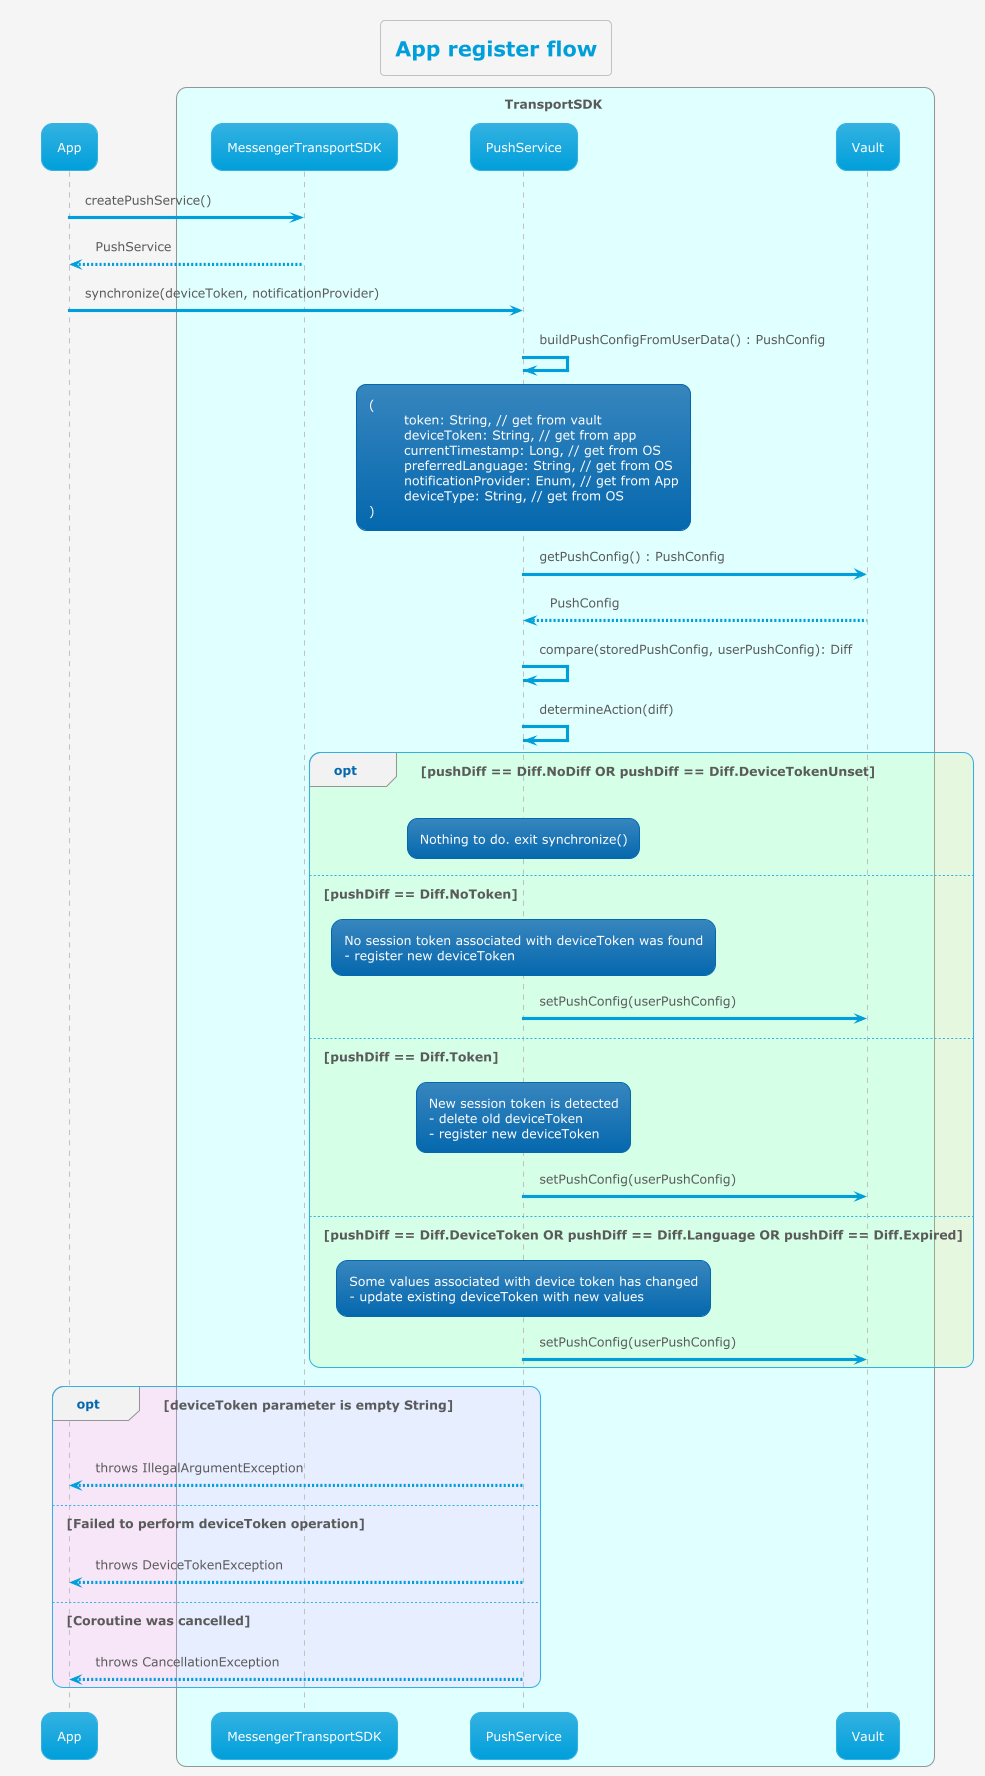 App register flow
TransportSDK
App
MessengerTransportSDK
PushService
Vault
createPushService()
PushService
synchronize(deviceToken, notificationProvider)
buildPushConfigFromUserData() : PushConfig
(
token: String, // get from vault
deviceToken: String, // get from app
currentTimestamp: Long, // get from OS
preferredLanguage: String, // get from OS
notificationProvider: Enum, // get from App
deviceType: String, // get from OS
)
getPushConfig() : PushConfig
PushConfig
compare(storedPushConfig, userPushConfig): Diff
determineAction(diff)
opt
[pushDiff == Diff.NoDiff OR pushDiff == Diff.DeviceTokenUnset]
Nothing to do. exit synchronize()
[pushDiff == Diff.NoToken]
No session token associated with deviceToken was found
- register new deviceToken
setPushConfig(userPushConfig)
[pushDiff == Diff.Token]
New session token is detected
- delete old deviceToken
- register new deviceToken
setPushConfig(userPushConfig)
[pushDiff == Diff.DeviceToken OR pushDiff == Diff.Language OR pushDiff == Diff.Expired]
Some values associated with device token has changed
- update existing deviceToken with new values
setPushConfig(userPushConfig)
opt
[deviceToken parameter is empty String]
throws IllegalArgumentException
[Failed to perform deviceToken operation]
throws DeviceTokenException
[Coroutine was cancelled]
throws CancellationException
App
MessengerTransportSDK
PushService
Vault